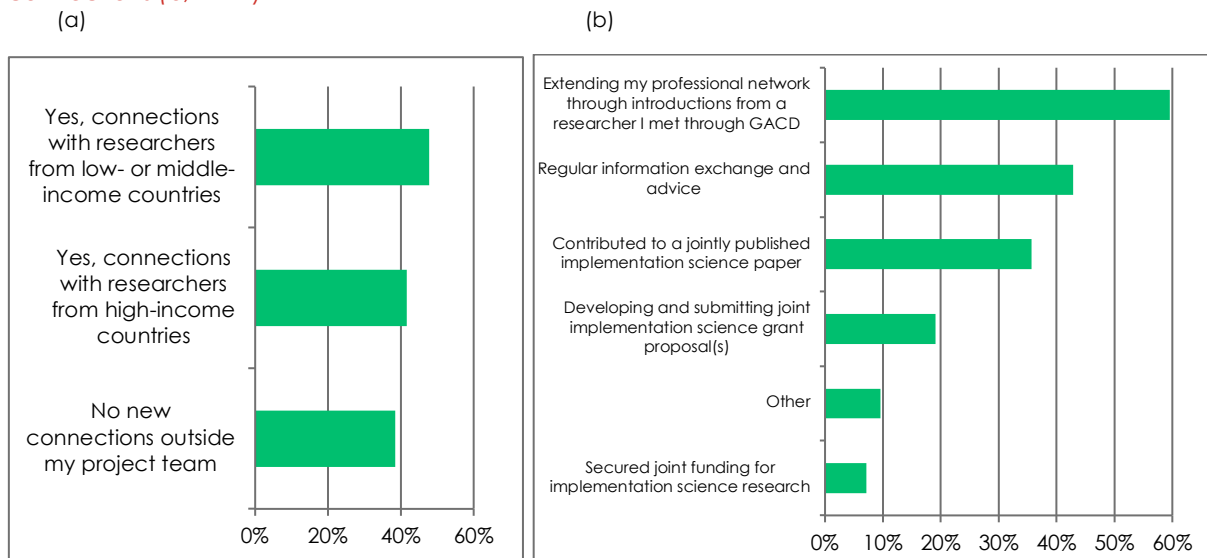 (a)
(b)
Yes, connections
with researchers
from low- or middle-
income countries
Yes, connections
with researchers
from high-income
countries
No new
connections outside
my project team
0% 20% 40% 60%
Extending my professional network
through introductions from a
researcher I met through GACD
Regular information exchange and
advice
Contributed to a jointly published
implementation science paper
Developing and submitting joint
implementation science grant
proposal(s)
Other
Secured joint funding for
implementation science research
0% 10% 20% 30% 40% 50% 60%